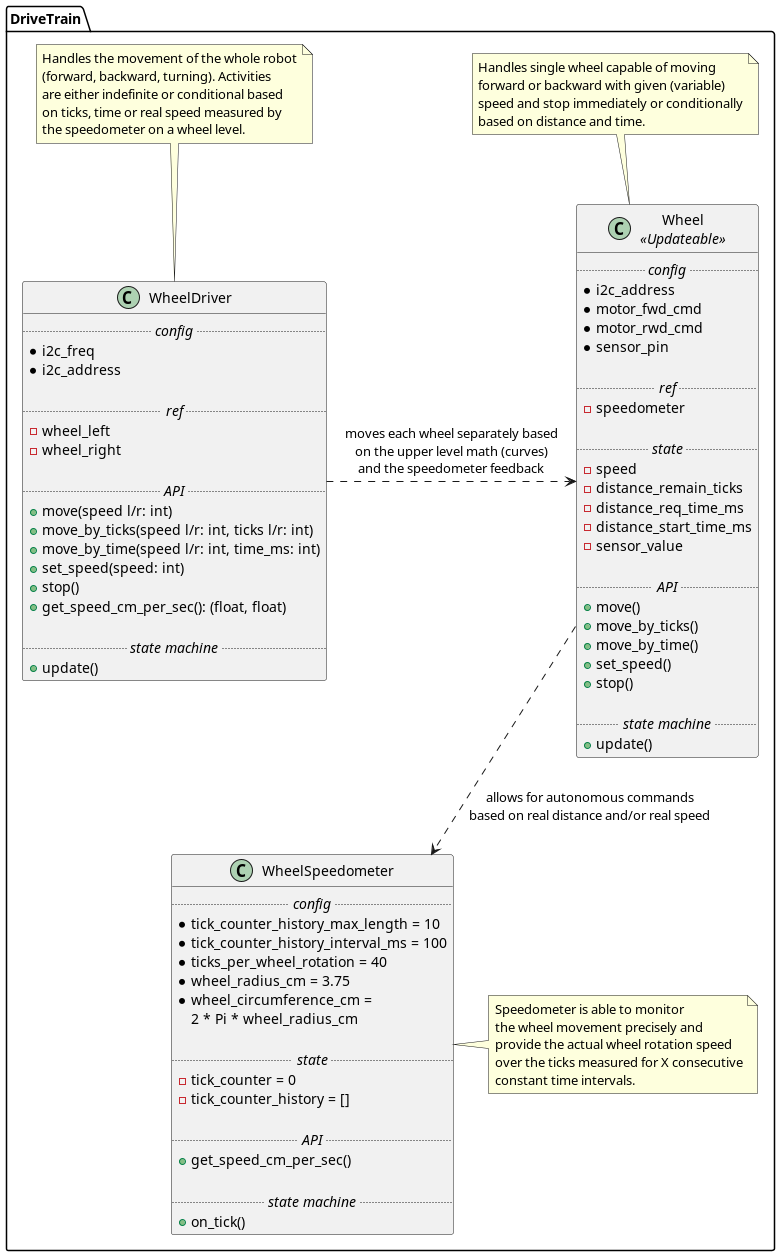 DriveTrain
Handles the movement of the whole robot
(forward, backward, turning). Activities
are either indefinite or conditional based
on ticks, time or real speed measured by
the speedometer on a wheel level.
Handles single wheel capable of moving
forward or backward with given (variable)
speed and stop immediately or conditionally
based on distance and time.
C WheelDriver
config
i2c_freq
i2c_address
ref
wheel_left
wheel_right
API
move(speed l/r: int)
move_by_ticks(speed l/r: int, ticks l/r: int)
move_by_time(speed l/r: int, time_ms: int)
set_speed(speed: int)
stop()
get_speed_cm_per_sec(): (float, float)
state machine
update()
moves each wheel separately based
on the upper level math (curves)
and the speedometer feedback
C Wheel
«Updateable»
config
i2c_address
motor_fwd_cmd
motor_rwd_cmd
sensor_pin
ref
speedometer
state
speed
distance_remain_ticks
distance_req_time_ms
distance_start_time_ms
sensor_value
API
move()
move_by_ticks()
move_by_time()
set_speed()
stop()
state machine
update()
allows for autonomous commands
based on real distance and/or real speed
C WheelSpeedometer
config
tick_counter_history_max_length = 10
tick_counter_history_interval_ms = 100
ticks_per_wheel_rotation = 40
wheel_radius_cm = 3.75
wheel_circumference_cm =
2 * Pi * wheel_radius_cm
state
tick_counter = 0
tick_counter_history = []
API
get_speed_cm_per_sec()
state machine
on_tick()
Speedometer is able to monitor
the wheel movement precisely and
provide the actual wheel rotation speed
over the ticks measured for X consecutive
constant time intervals.